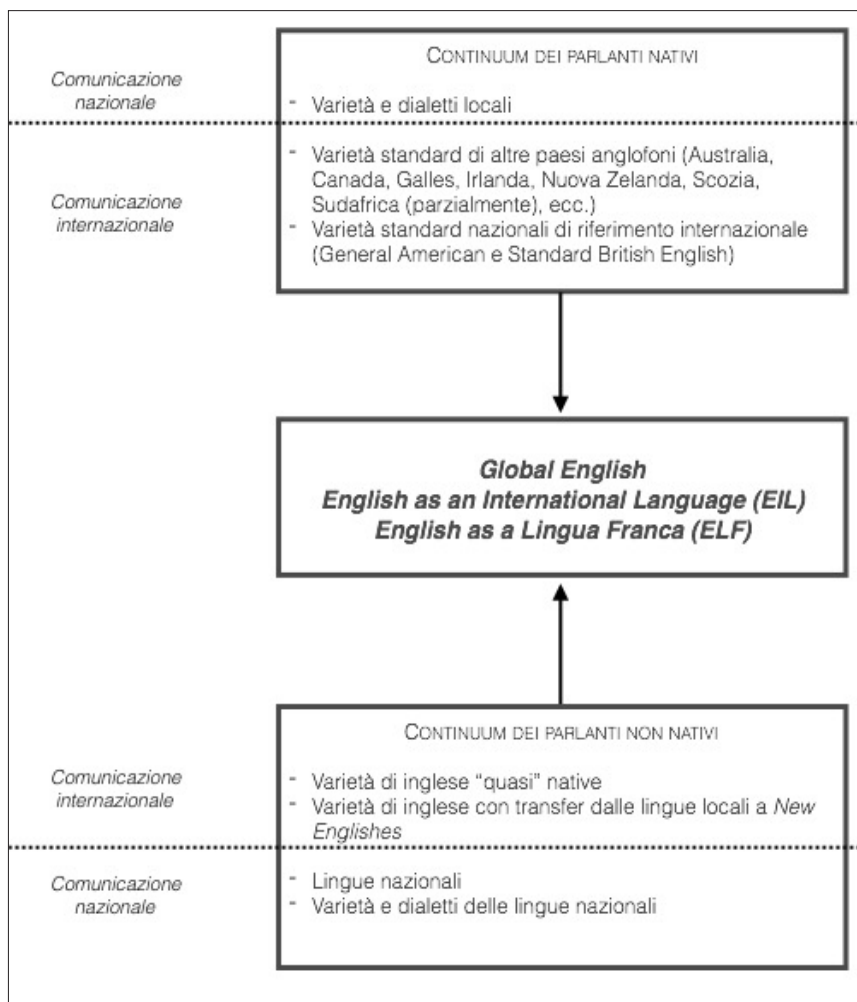 CONTINUUM DEI PARLANTI NATIVI
Comunicazione
nazionale
- Varietà e dialetti locali
- Varietà standard di altre paesi anglofoni (Australia,
Canada, Galles, Irlanda, Nuova Zelanda, Scozia,
Sudafrica (parzialmente), ecc.)
Comunicazione
internazionale
- Varietà standard nazionali di riferimento internazionale
(General American e Standard British English)
Global English
English as an International Language (EIL)
English as a Lingua Franca (ELF)
CONTINUUM DEI PARLANTI NON NATIVI
Comunicazione
internazionale
- Varietà di inglese “quasi” native
- Varietà di inglese con transfer dalle lingue locali a New
Englishes
Comunicazione
nazionale
- Lingue nazionali
- Varietà e dialetti delle lingue nazionali